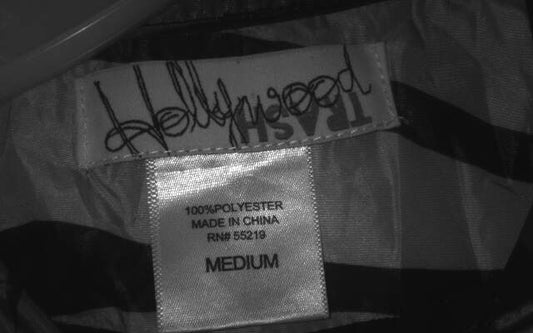 Hollywood
TRASH
100%POLYESTER
MADE IN CHINA
RN# 55219
MEDIUM